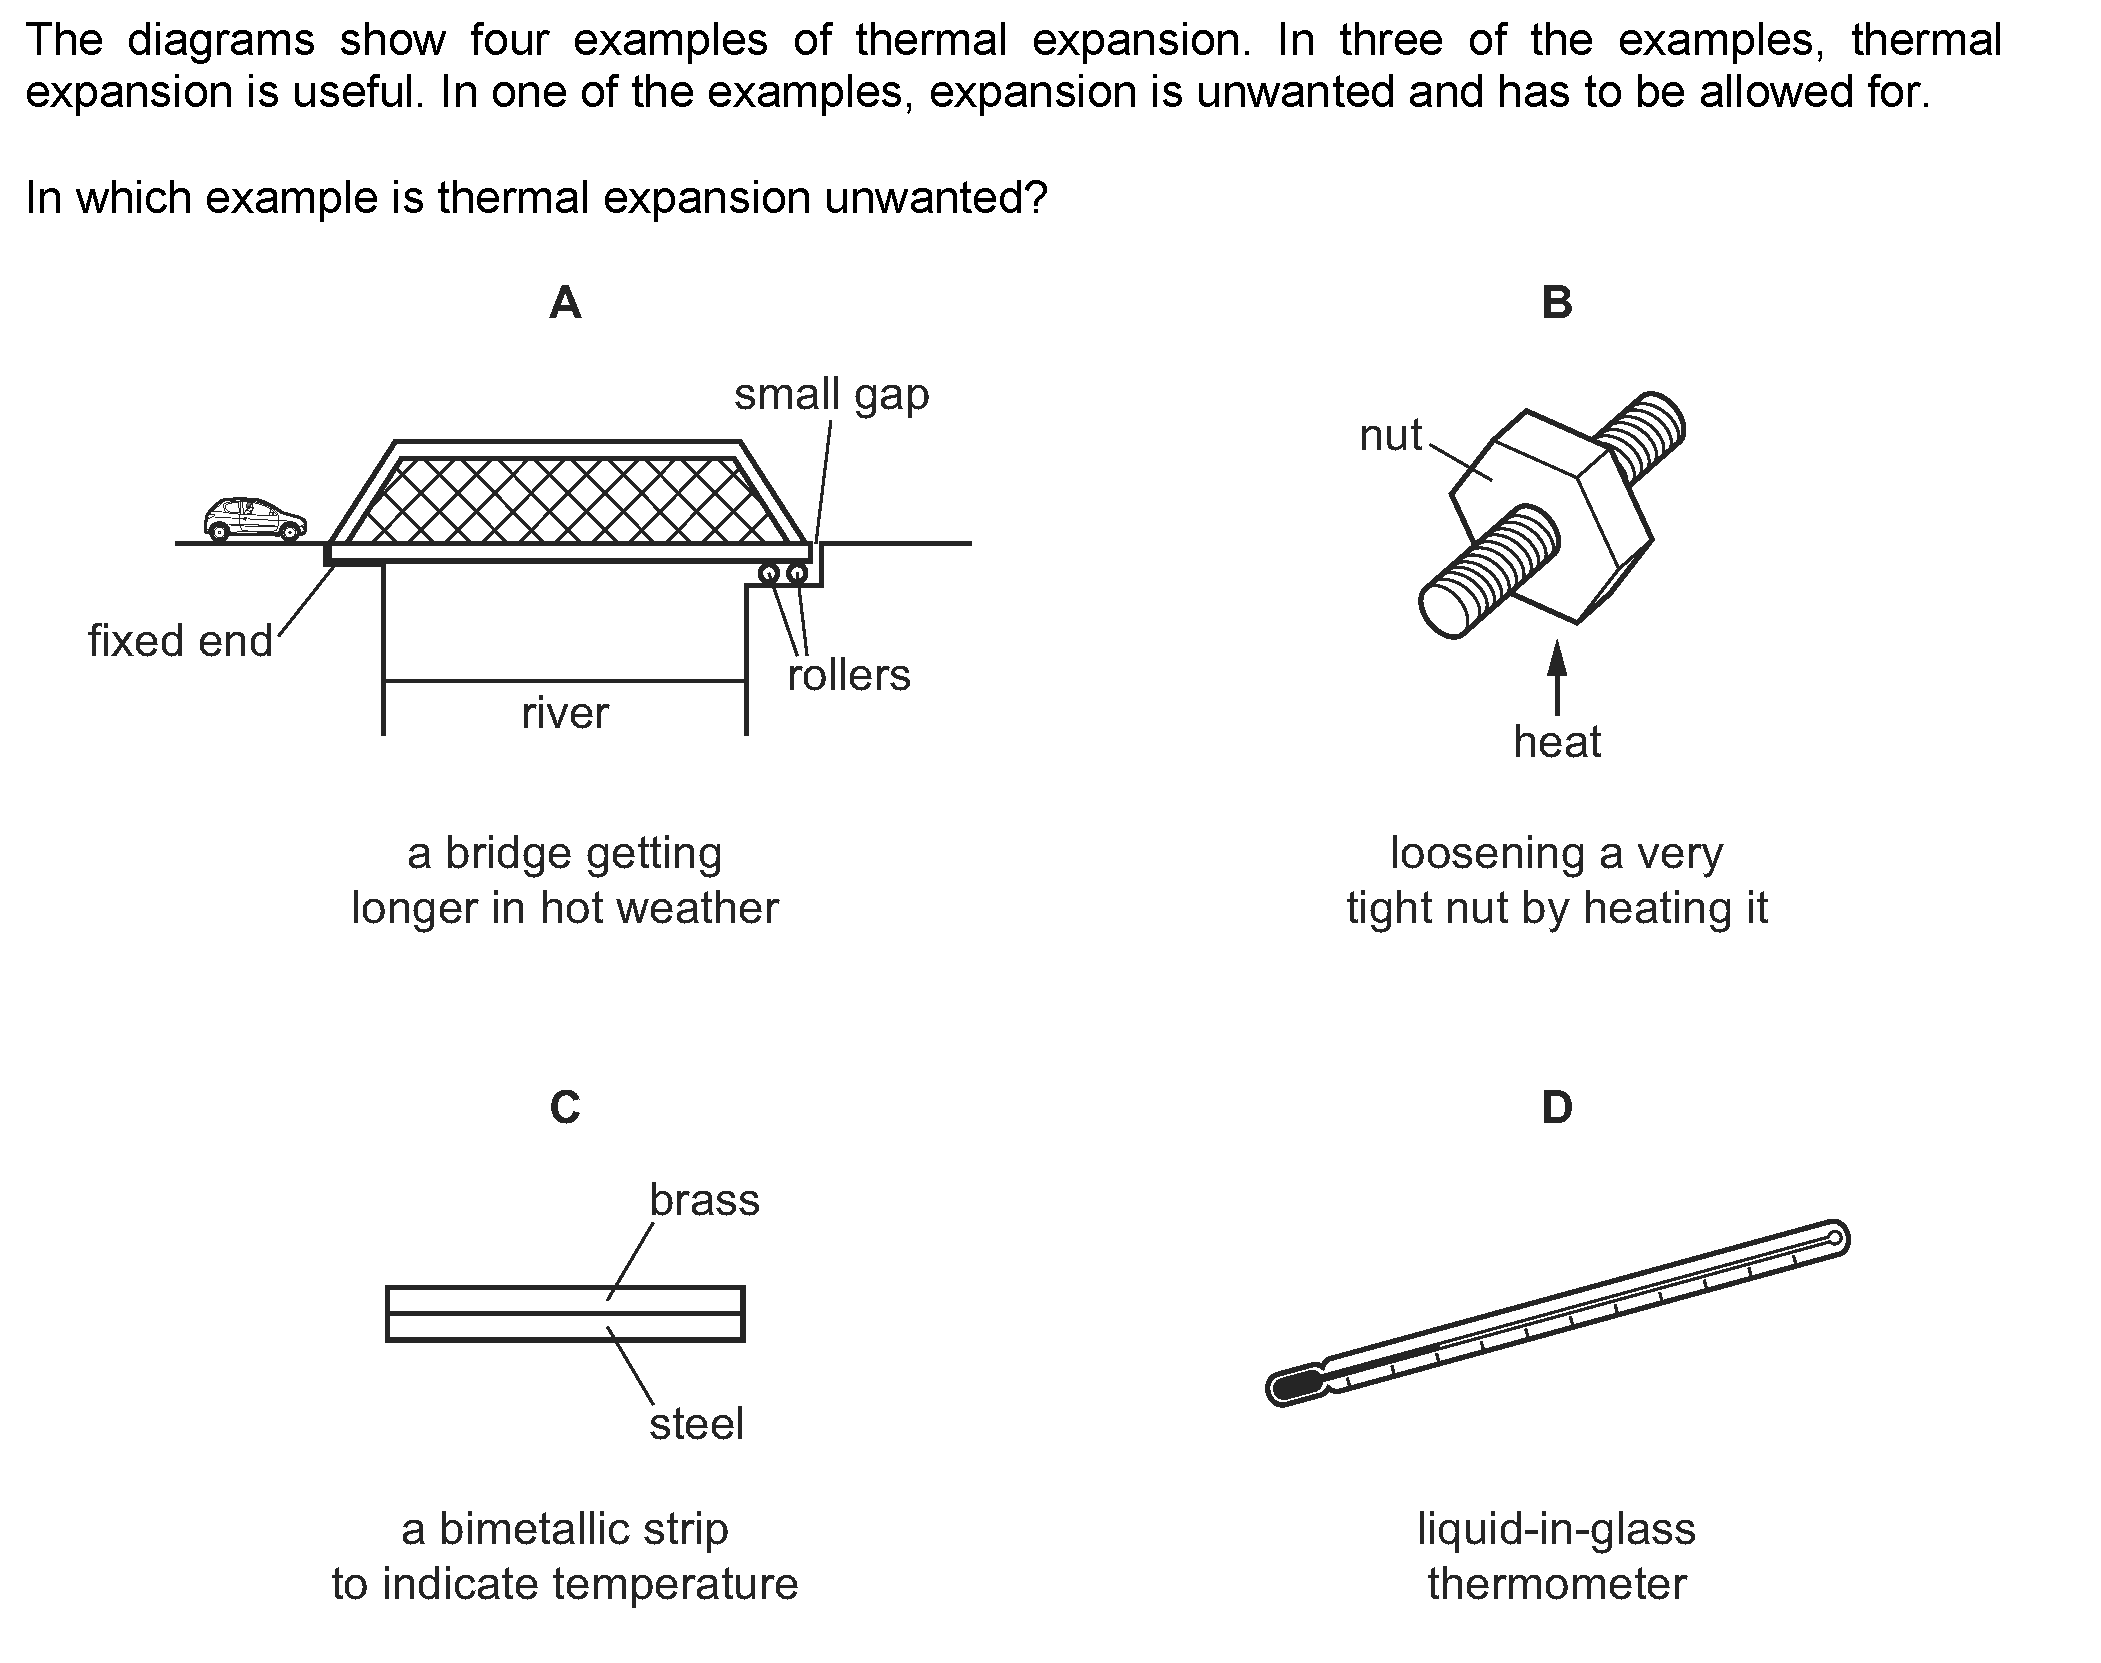 The diagrams show four examples of thermal expansion. In three of the examples, thermal
expansion is useful. In one of the examples, expansion is unwanted and has to be allowed for.
In which example is thermal expansion unwanted?
A
small gap
fixed end
rollers
river
a bridge getting
longer in hot weather
B
nut
heat
loosening a very
tight nut by heating it
C
brass
steel
a bimetallic strip
to indicate temperature
D
liquid-in-glass
thermometer